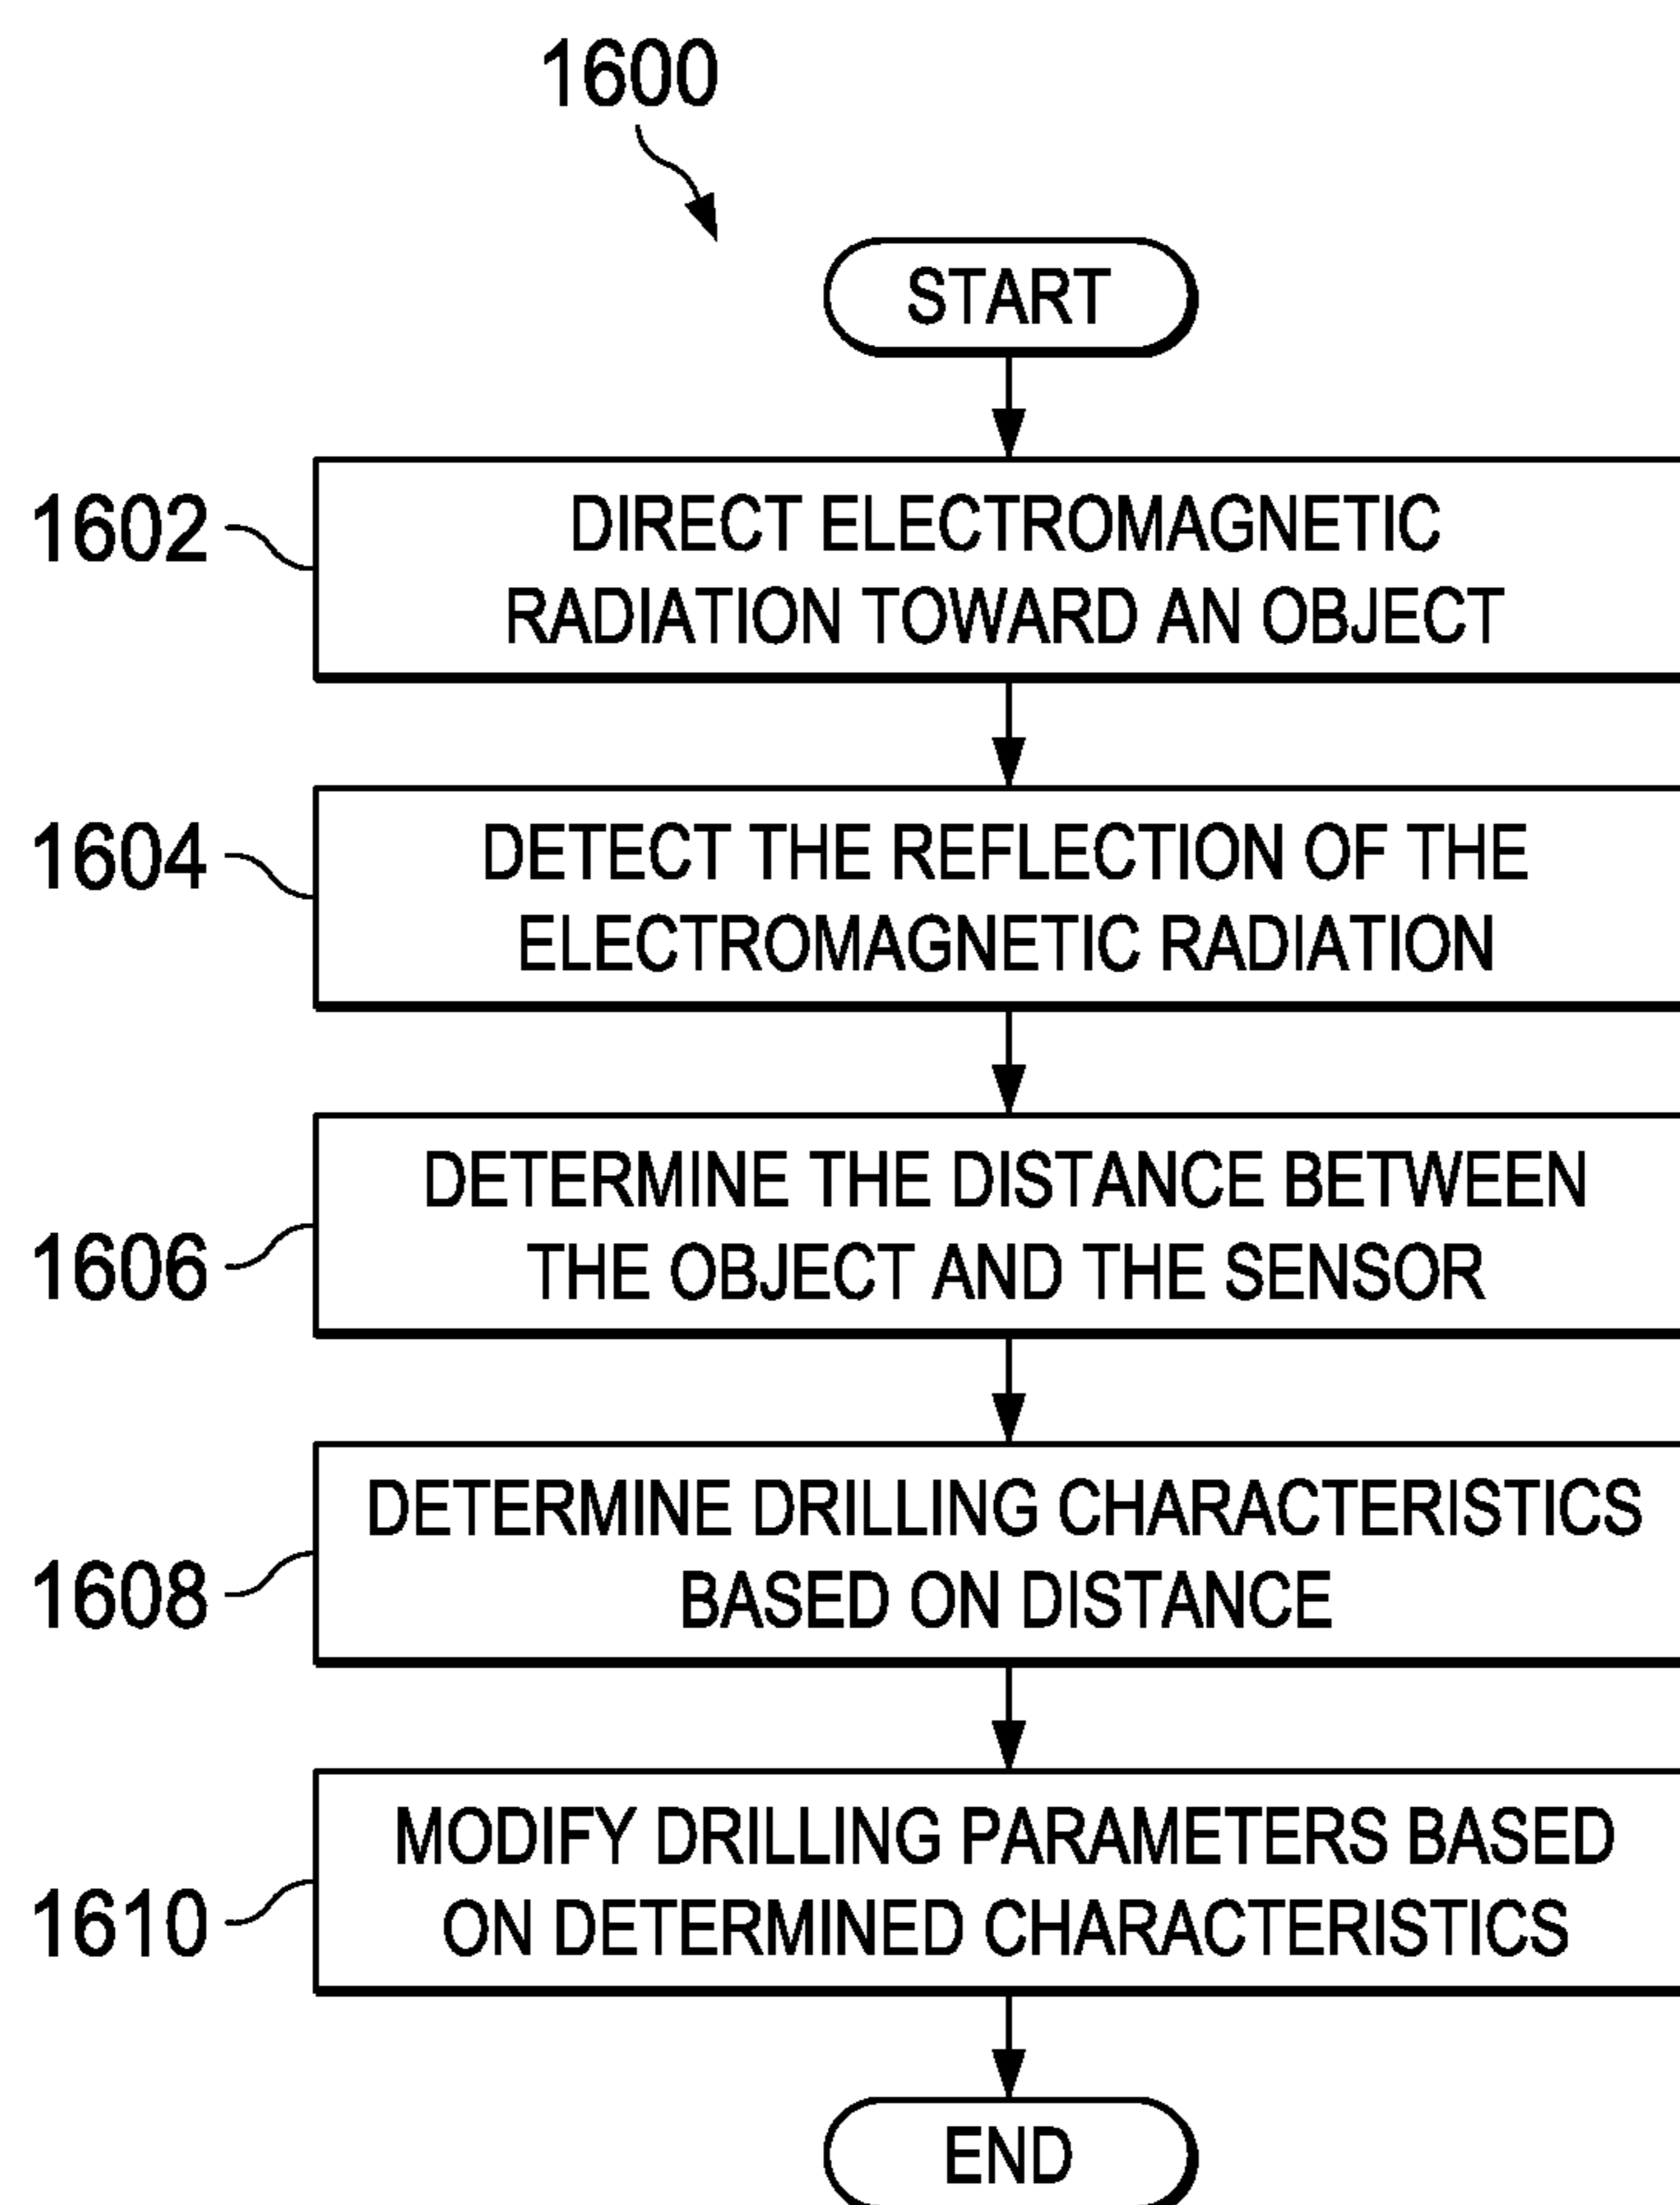 1600
START
1602
DIRECT ELECTROMAGNETIC
RADIATION TOWARD AN OBJECT
1604
DETECT THE REFLECTION OF THE
ELECTROMAGNETIC RADIATION
1606
DETERMINE THE DISTANCE BETWEEN
THE OBJECT AND THE SENSOR
1608
DETERMINE DRILLING CHARACTERISTICS
BASED ON DISTANCE
1610
MODIFY DRILLING PARAMETERS BASED
ON DETERMINED CHARACTERISTICS
END